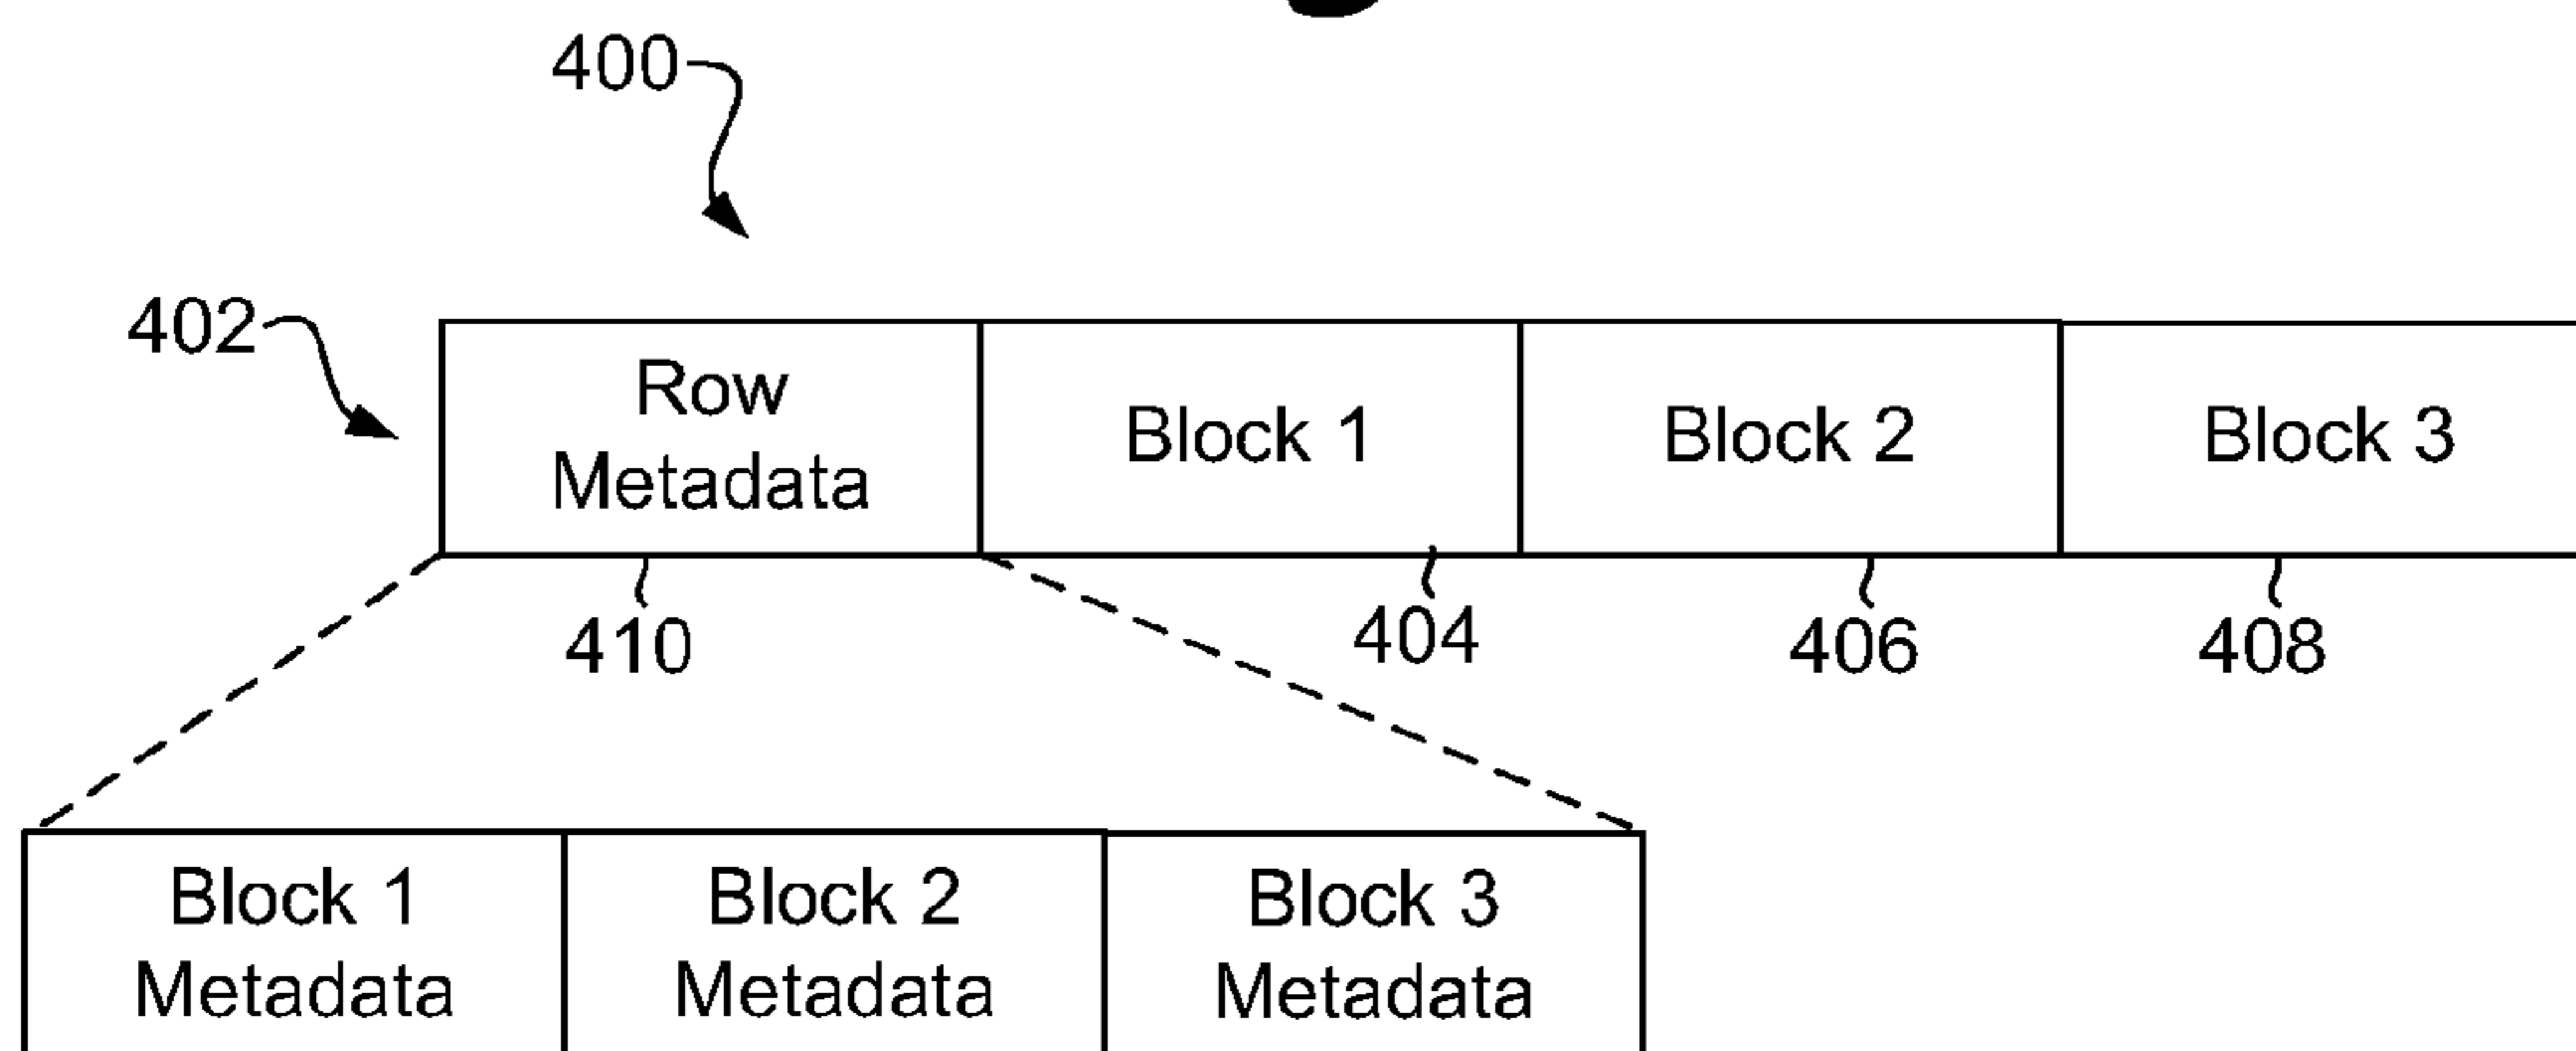 400
402
Row
Metadata
Block 1
Block 2
Block 3
410
404
406
408
Block 1
Metadata
Block 2
Metadata
Block 3
Metadata